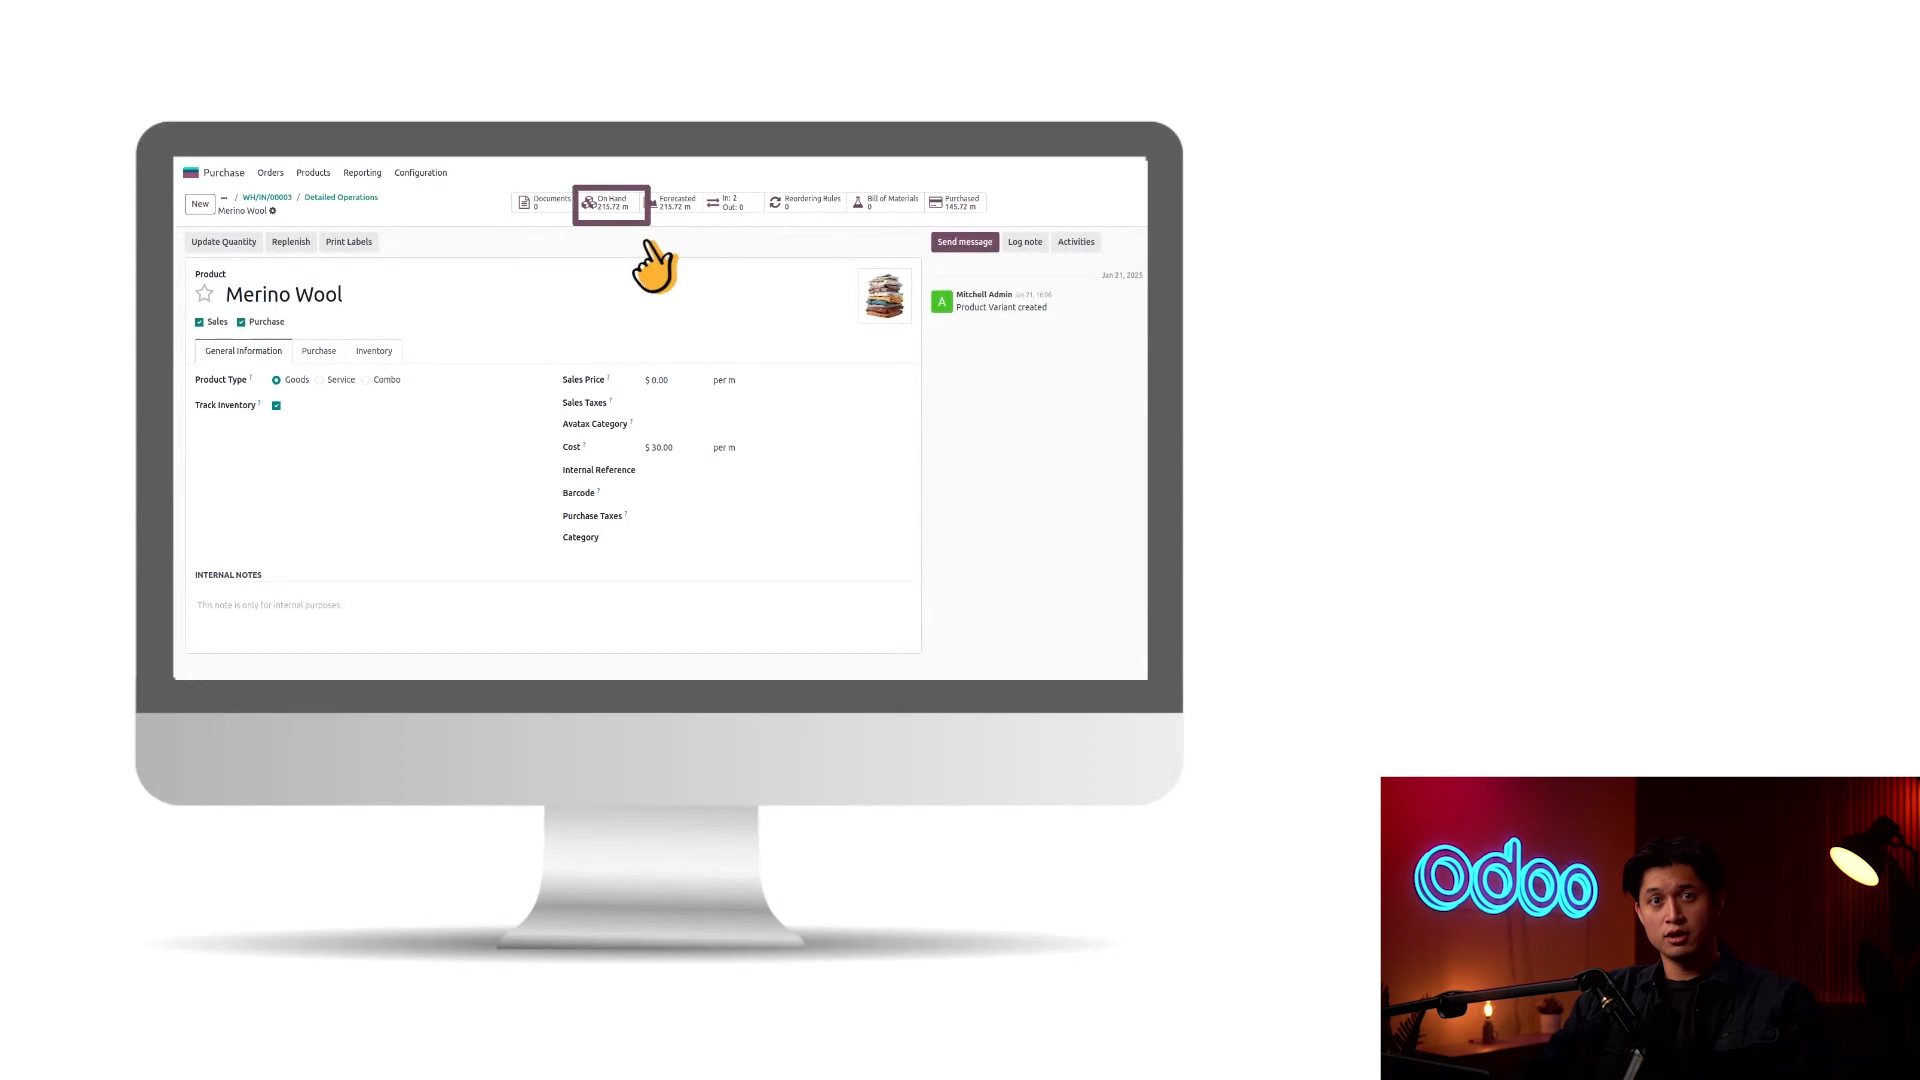 Purchase Orders Products Reporting Configuration
New ... / WH/IN/00003 / Detailed Operations
Merino Wool
Documents 0
On Hand 215.72 m
Forecasted 215.72 m
In: 2
Out: 0
Reordering Rules 0
Bill of Materials 0
Purchased 145.72 m
Update Quantity Replenish Print Labels
Send message Log note Activities
Product
Merino Wool
Sales Purchase
General Information Purchase Inventory
Product Type ? Goods Service Combo
Track Inventory ?
Sales Price ? $ 0.00 per m
Sales Taxes ?
Avatax Category ?
Cost ? $ 30.00 per m
Internal Reference
Barcode ?
Purchase Taxes ?
Category
INTERNAL NOTES
This note is only for internal purposes.
Jan 21, 2025
A
Mitchell Admin Jan 21, 16:06
Product Variant created
odoo